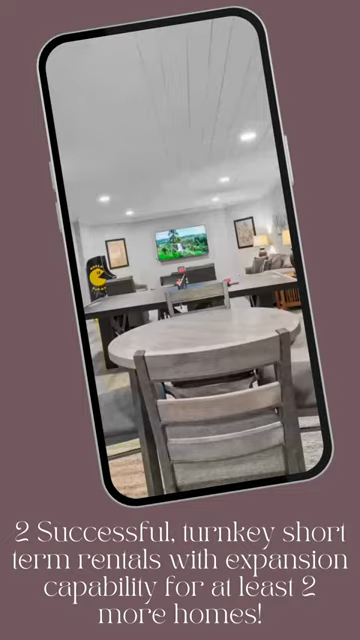 2 Successful, turnkey short
term rentals with expansion
capability for at least 2
more homes!